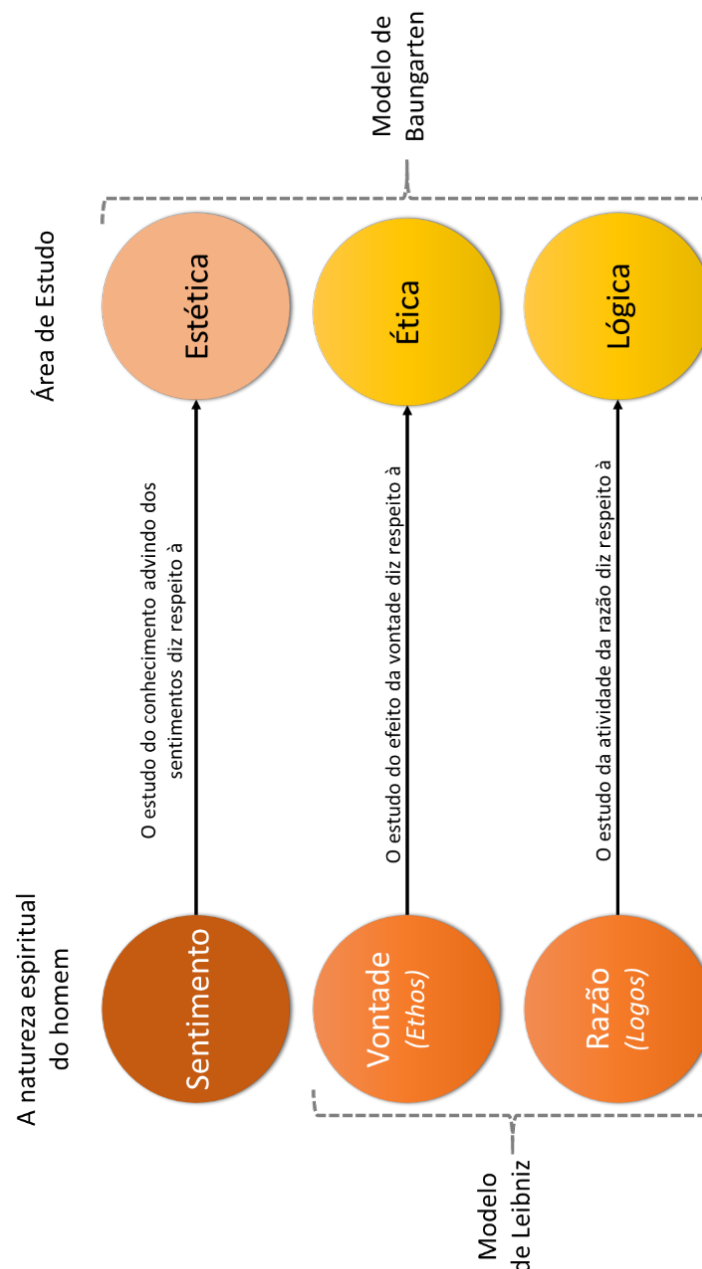 A natureza espiritual
do homem
Área de Estudo
Sentimento
O estudo do conhecimento advindo dos
sentimentos diz respeito à
Estética
Vontade
(Ethos)
O estudo do efeito da vontade diz respeito à
Ética
Razão
(Logos)
O estudo da atividade da razão diz respeito à
Lógica
Modelo
de Leibniz
Modelo de
Baungarten